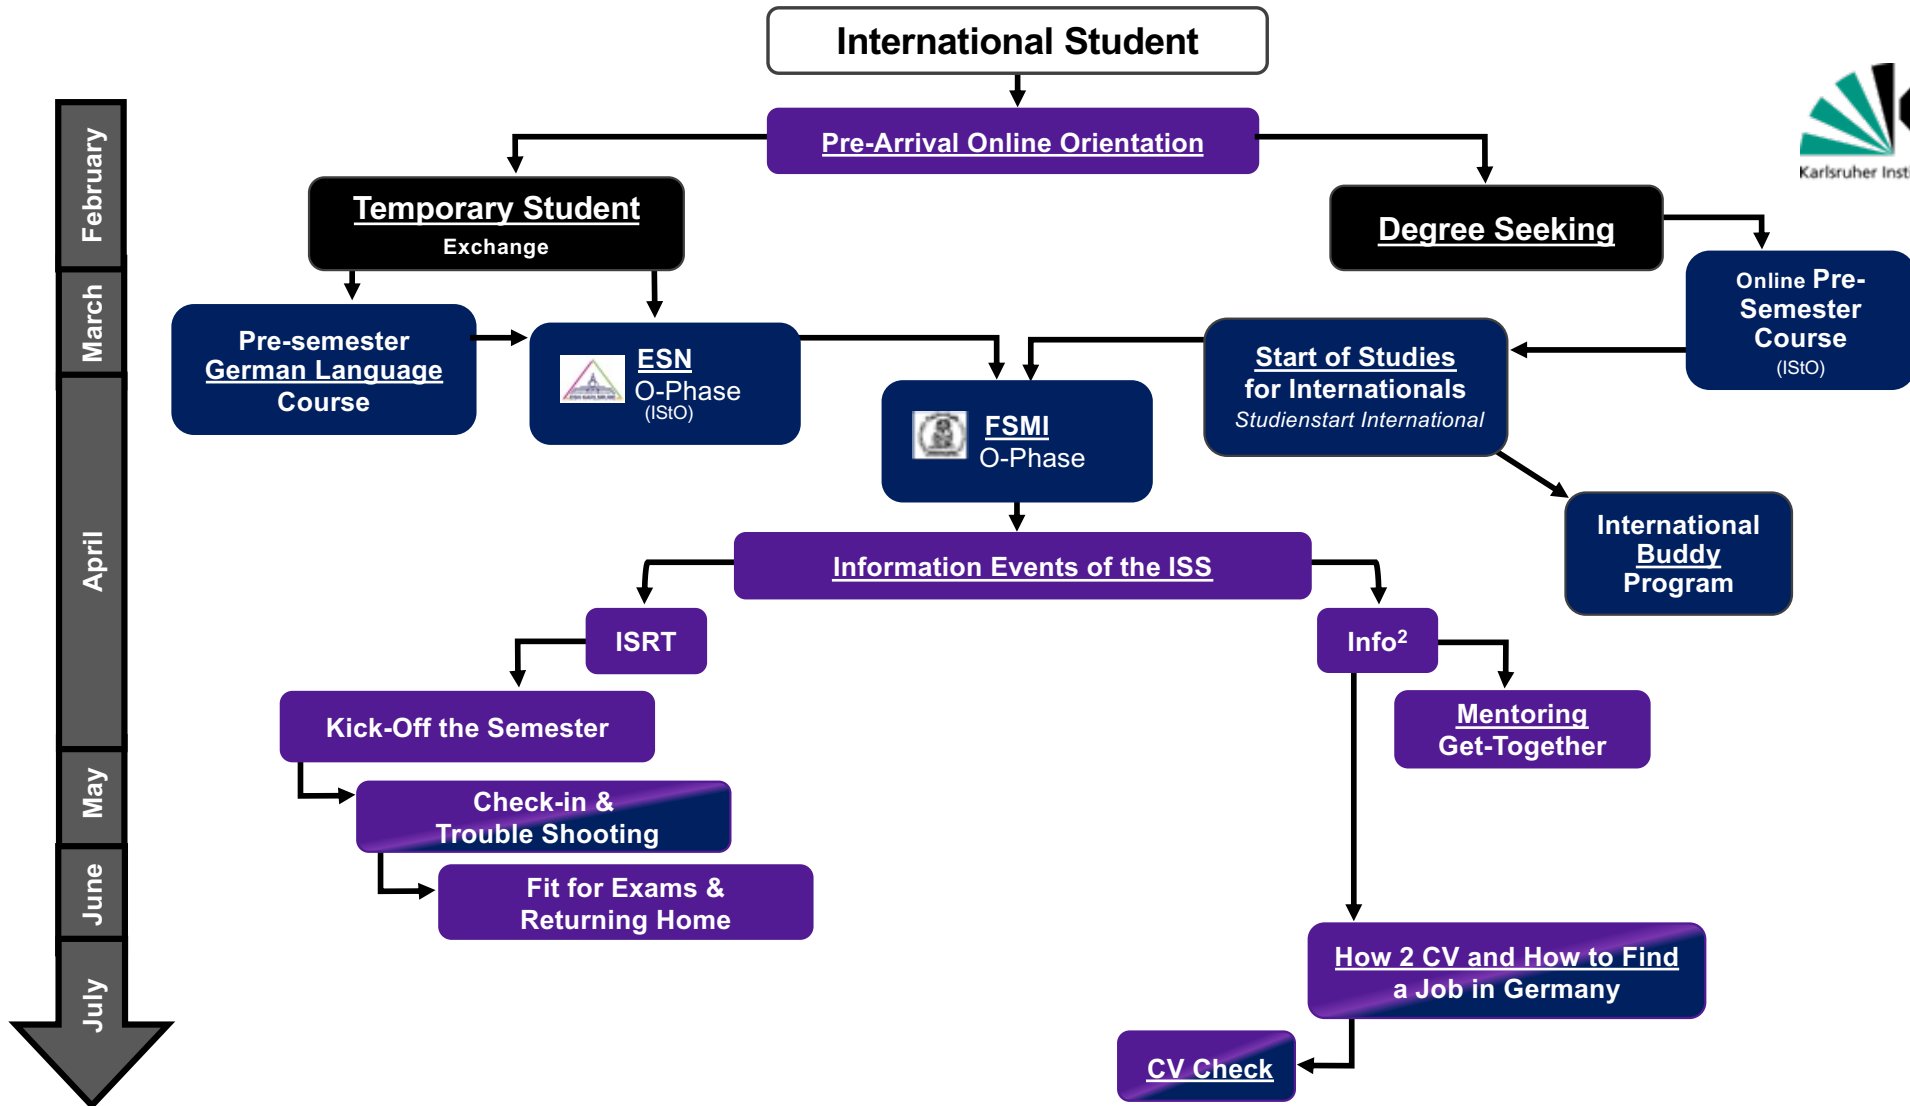 International Student
Pre-Arrival Online Orientation
Karlsruher Insti
February
March
April
May
June
July
Temporary Student
Exchange
Degree Seeking
Pre-semester
German Language
Course
ESN
O-Phase
(IStO)
FSMI
O-Phase
Start of Studies
for Internationals
Studienstart International
Online Pre-
Semester
Course
(IStO)
International
Buddy
Program
Information Events of the ISS
ISRT
Info²
Kick-Off the Semester
Mentoring
Get-Together
Check-in &
Trouble Shooting
Fit for Exams &
Returning Home
How 2 CV and How to Find
a Job in Germany
CV Check